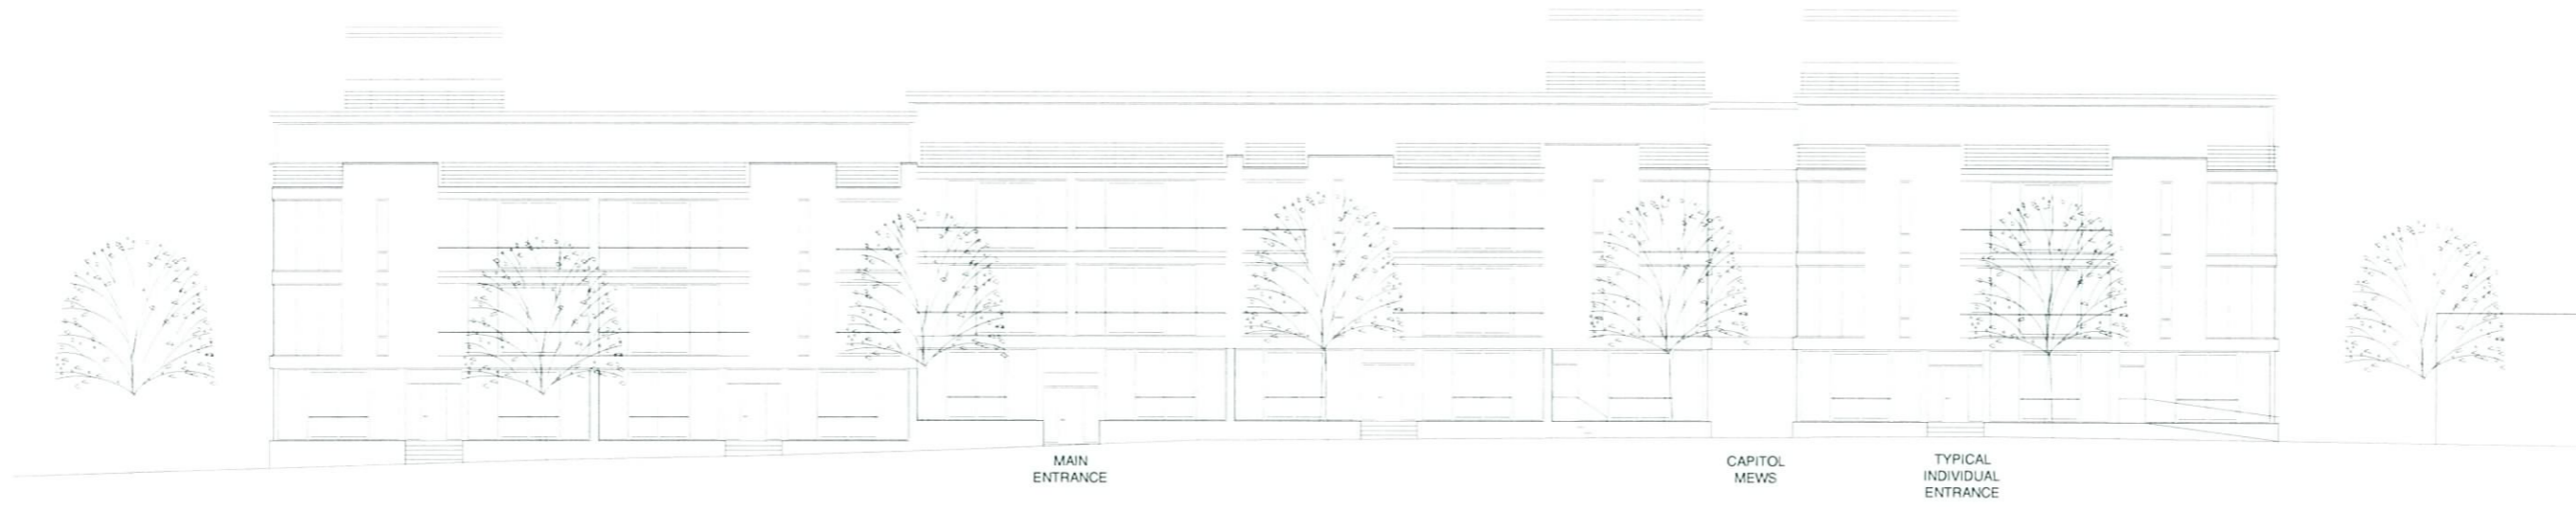 MAIN
ENTRANCE
CAPITOL
MEWS
TYPICAL
INDIVIDUAL
ENTRANCE